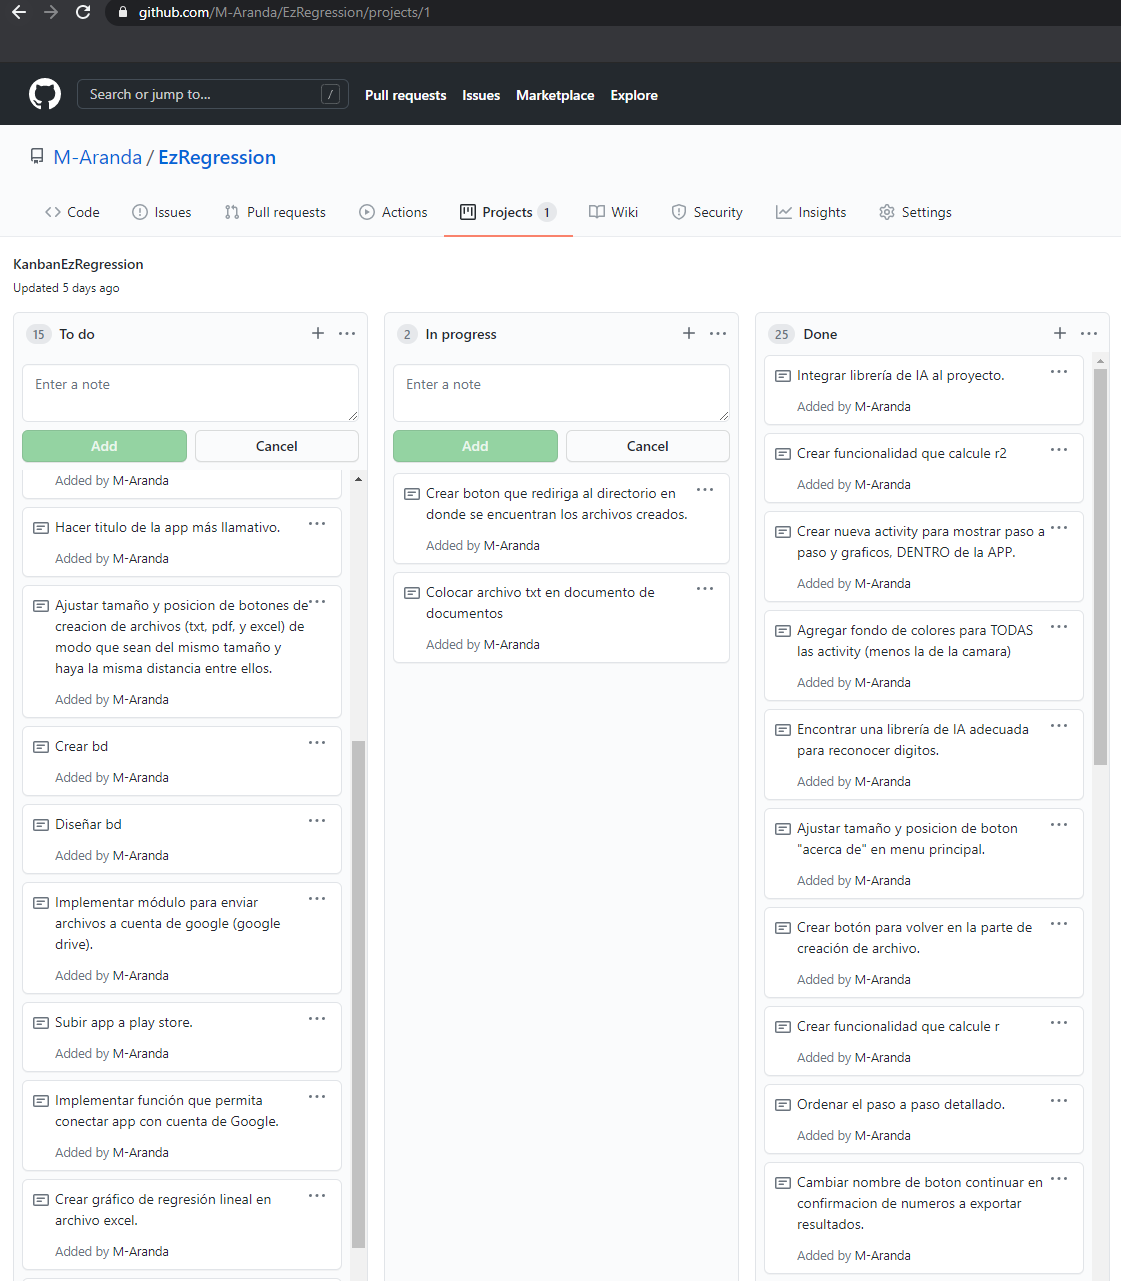 github.com/M-Aranda/EzRegression/projects/1
Search or jump to... /
Pull requests Issues Marketplace Explore
M-Aranda / EzRegression
Code Issues Pull requests Actions Projects 1 Wiki Security Insights Settings
KanbanEzRegression
Updated 5 days ago
15 To do
Enter a note
Add Cancel
Added by M-Aranda
Hacer titulo de la app más llamativo.
Added by M-Aranda
Ajustar tamaño y posicion de botones de
creacion de archivos (txt, pdf, y excel) de
modo que sean del mismo tamaño y
haya la misma distancia entre ellos.
Added by M-Aranda
Crear bd
Added by M-Aranda
Diseñar bd
Added by M-Aranda
Implementar módulo para enviar
archivos a cuenta de google (google
drive).
Added by M-Aranda
Subir app a play store.
Added by M-Aranda
Implementar función que permita
conectar app con cuenta de Google.
Added by M-Aranda
Crear gráfico de regresión lineal en
archivo excel.
Added by M-Aranda
2 In progress
Enter a note
Add Cancel
Crear boton que rediriga al directorio en
donde se encuentran los archivos creados.
Added by M-Aranda
Colocar archivo txt en documento de
documentos
Added by M-Aranda
25 Done
Integrar librería de IA al proyecto.
Added by M-Aranda
Crear funcionalidad que calcule r2
Added by M-Aranda
Crear nueva activity para mostrar paso a
paso y graficos, DENTRO de la APP.
Added by M-Aranda
Agregar fondo de colores para TODAS
las activity (menos la de la camara)
Added by M-Aranda
Encontrar una librería de IA adecuada
para reconocer digitos.
Added by M-Aranda
Ajustar tamaño y posicion de boton
"acerca de" en menu principal.
Added by M-Aranda
Crear botón para volver en la parte de
creación de archivo.
Added by M-Aranda
Crear funcionalidad que calcule r
Added by M-Aranda
Ordenar el paso a paso detallado.
Added by M-Aranda
Cambiar nombre de boton continuar en
confirmacion de numeros a exportar
resultados.
Added by M-Aranda